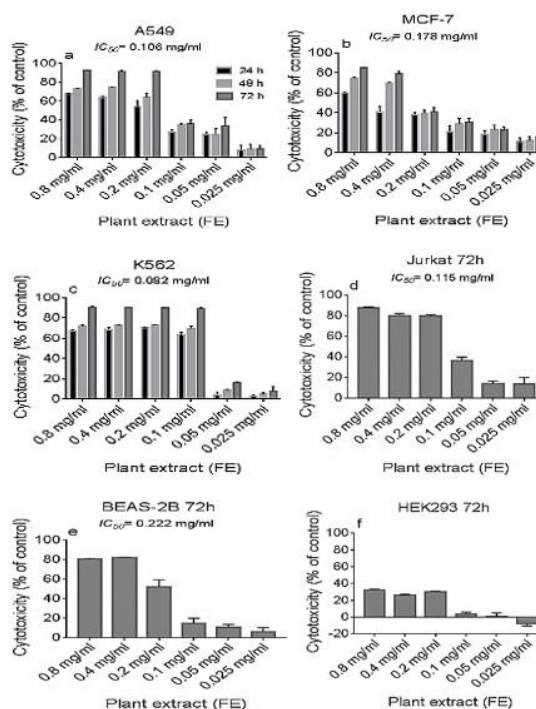 A549
a
IC50= 0.106 mg/ml
24 h
48 h
72 h
Cytotoxicity (% of control)
100
80
60
40
20
0
0.8 mg/ml
0.4 mg/ml
0.2 mg/ml
0.1 mg/ml
0.05 mg/ml
0.025 mg/ml
Plant extract (FE)
MCF-7
b
IC50= 0.178 mg/ml
Cytotoxicity (% of control)
100
80
60
40
20
0
0.8 mg/ml
0.4 mg/ml
0.2 mg/ml
0.1 mg/ml
0.05 mg/ml
0.025 mg/ml
Plant extract (FE)
K562
c
IC50= 0.082 mg/ml
Cytotoxicity (% of control)
100
80
60
40
20
0
0.8 mg/ml
0.4 mg/ml
0.2 mg/ml
0.1 mg/ml
0.05 mg/ml
0.025 mg/ml
Plant extract (FE)
Jurkat 72h
d
IC50= 0.115 mg/ml
Cytotoxicity (% of control)
100
80
60
40
20
0
0.8 mg/ml
0.4 mg/ml
0.2 mg/ml
0.1 mg/ml
0.05 mg/ml
0.025 mg/ml
Plant extract (FE)
BEAS-2B 72h
e
IC50= 0.222 mg/ml
Cytotoxicity (% of control)
100
80
60
40
20
0
0.8 mg/ml
0.4 mg/ml
0.2 mg/ml
0.1 mg/ml
0.05 mg/ml
0.025 mg/ml
Plant extract (FE)
HEK293 72h
f
Cytotoxicity (% of control)
100
80
60
40
20
0
-20
0.8 mg/ml
0.4 mg/ml
0.2 mg/ml
0.1 mg/ml
0.05 mg/ml
0.025 mg/ml
Plant extract (FE)